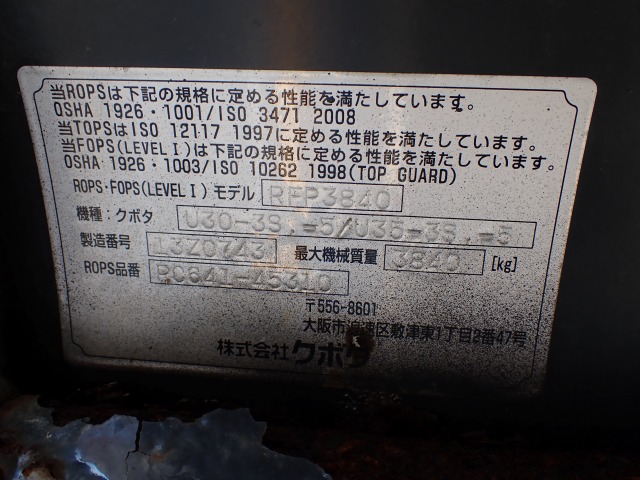 当ROPSは下記の規格に定める性能を満たしています。
OSHA 1926・1001/ISO 3471 2008
当TOPSはISO 12117 1997に定める性能を満たしています。
当FOPS(LEVELⅠ)は下記の規格に定める性能を満たしています。
OSHA 1926・1003/ISO 10262 1998(TOP GUARD)
ROPS・FOPS(LEVELⅠ)モデル RFP3840
機種：クボタ U30-3S,-5/U35-3S,-5
製造番号 13Z0743 最大機械質量 3840 [kg]
ROPS品番 RC641-45310
〒556-8601
大阪市浪速区敷津東1丁目2番47号
株式会社クボタ